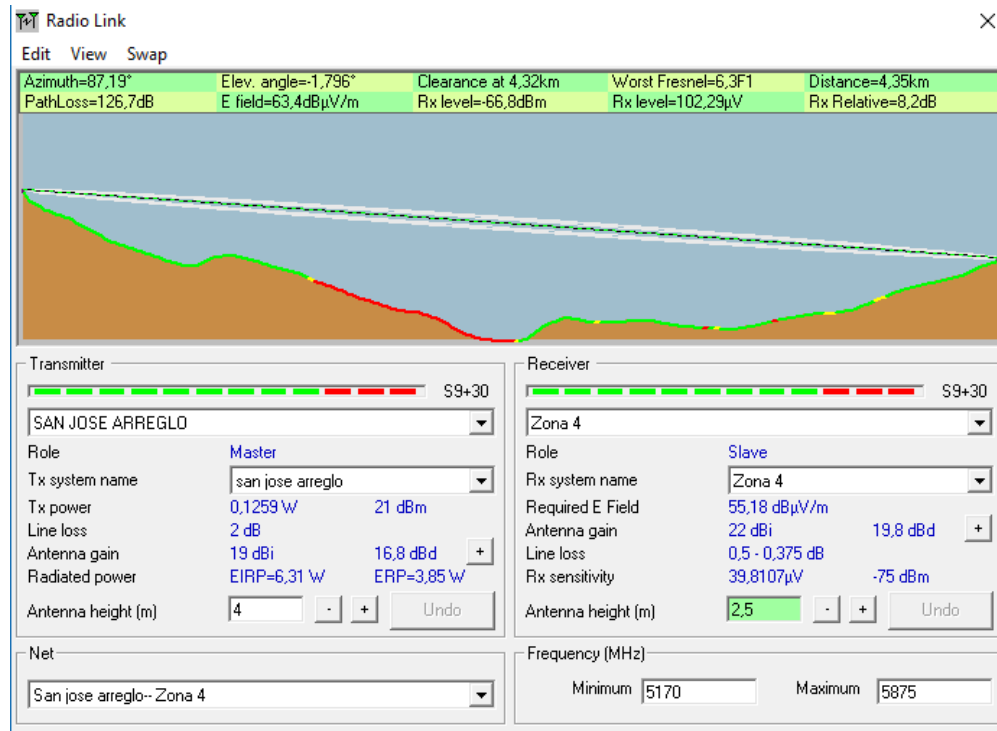 Radio Link
Edit View Swap
Azimuth=87,19° Elev. angle=-1,796° Clearance at 4,32km Worst Fresnel=6,3F1 Distance=4,35km
PathLoss=126,7dB E field=63,4dBµV/m Rx level=-66,8dBm Rx level=102,29µV Rx Relative=8,2dB
Transmitter
S9+30
SAN JOSE ARREGLO
Role Master
Tx system name san jose arreglo
Tx power 0,1259 W 21 dBm
Line loss 2 dB
Antenna gain 19 dBi 16,8 dBd +
Radiated power EIRP=6,31 W ERP=3,85 W
Antenna height (m) 4 - + Undo
Net
San jose arreglo-- Zona 4
Receiver
S9+30
Zona 4
Role Slave
Rx system name Zona 4
Required E Field 55,18 dBµV/m
Antenna gain 22 dBi 19,8 dBd +
Line loss 0,5 - 0,375 dB
Rx sensitivity 39,8107µV -75 dBm
Antenna height (m) 2,5 - + Undo
Frequency (MHz)
Minimum 5170 Maximum 5875